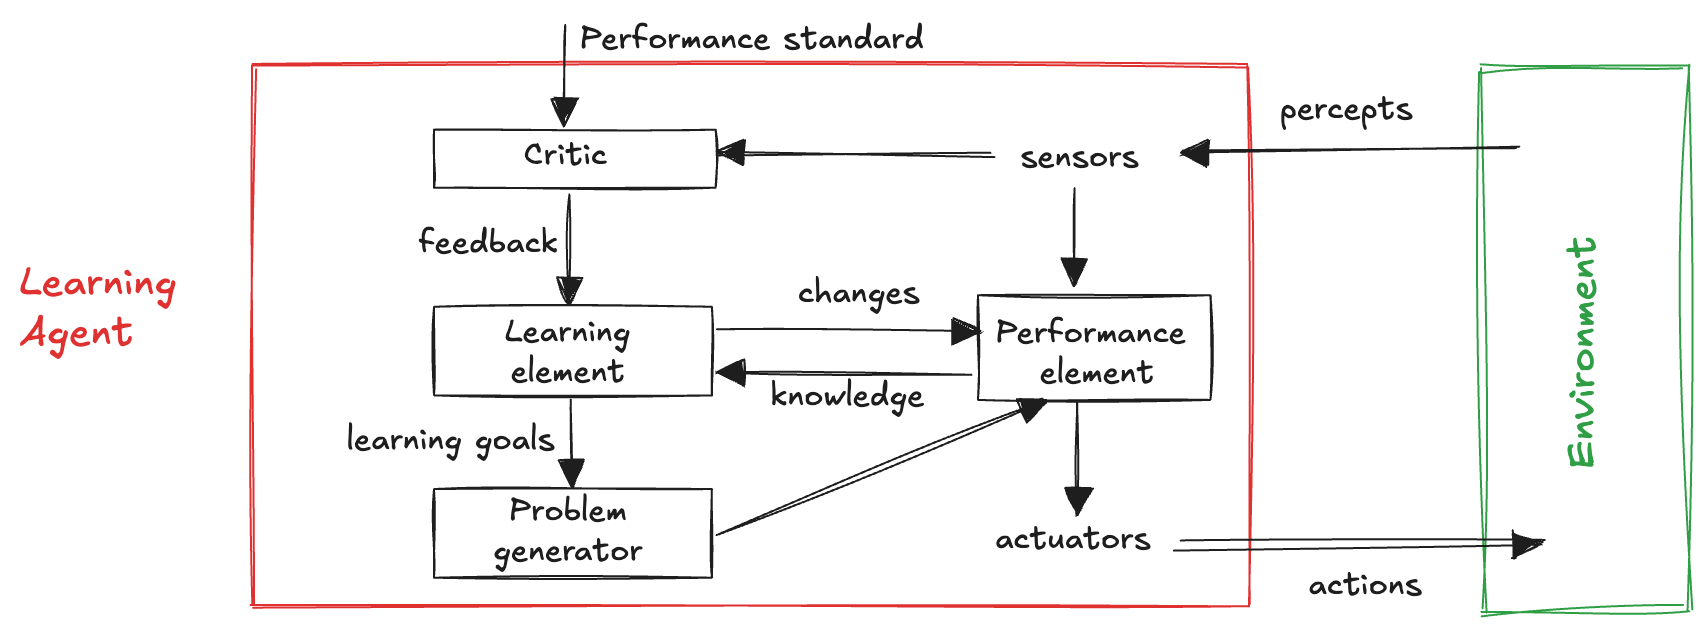 Performance standard
percepts
Critic
sensors
feedback
Learning
Agent
changes
Learning
element
Performance
element
knowledge
learning goals
Problem
generator
actuators
actions
Environment